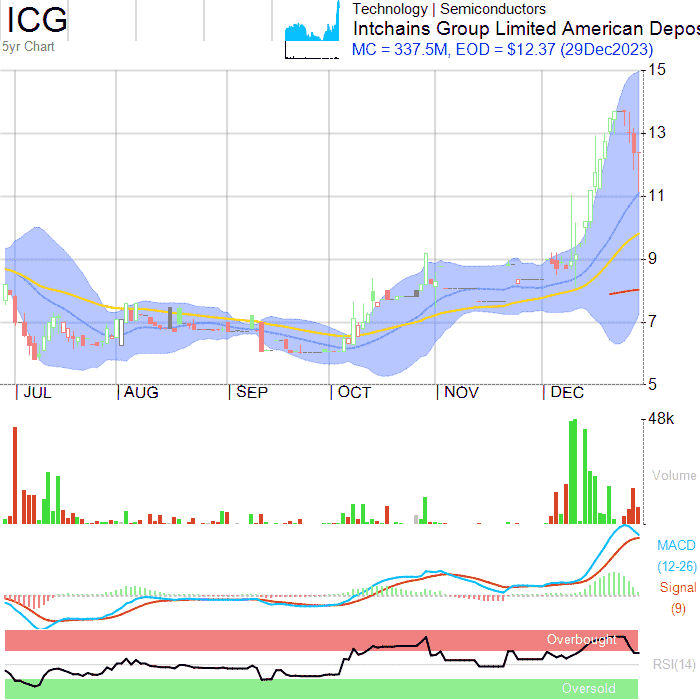 ICG
5yr Chart
Technology | Semiconductors
Intchains Group Limited American Depos
MC = 337.5M, EOD = $12.37 (29Dec2023)
15
13
11
9
7
5
JUL AUG SEP OCT NOV DEC
48k
Volume
MACD
(12-26)
Signal
(9)
Overbought
RSI(14)
Oversold